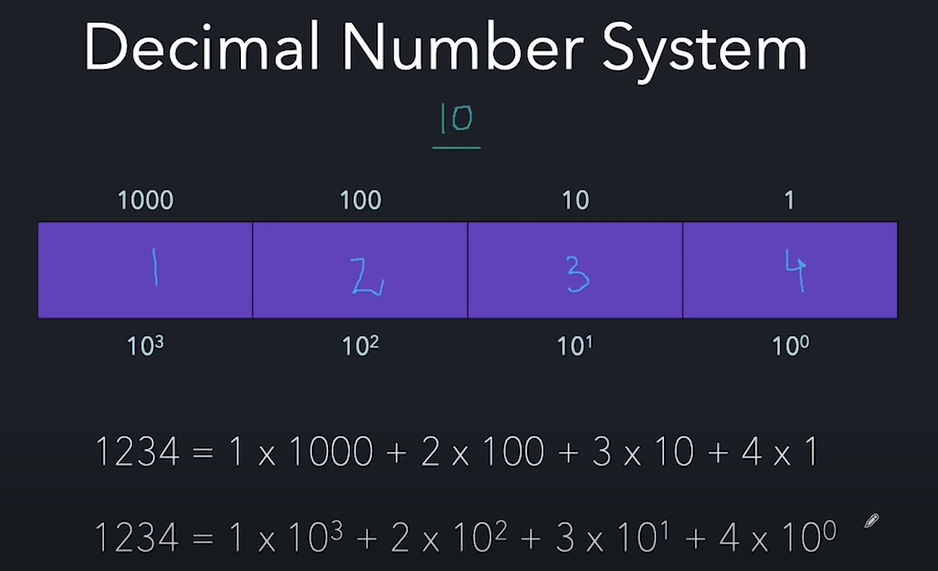 Decimal Number System
10
1000 100 10 1
1 2 3 4
10³ 10² 10¹ 10⁰
1234 = 1 x 1000 + 2 x 100 + 3 x 10 + 4 x 1
1234 = 1 x 10³ + 2 x 10² + 3 x 10¹ + 4 x 10⁰